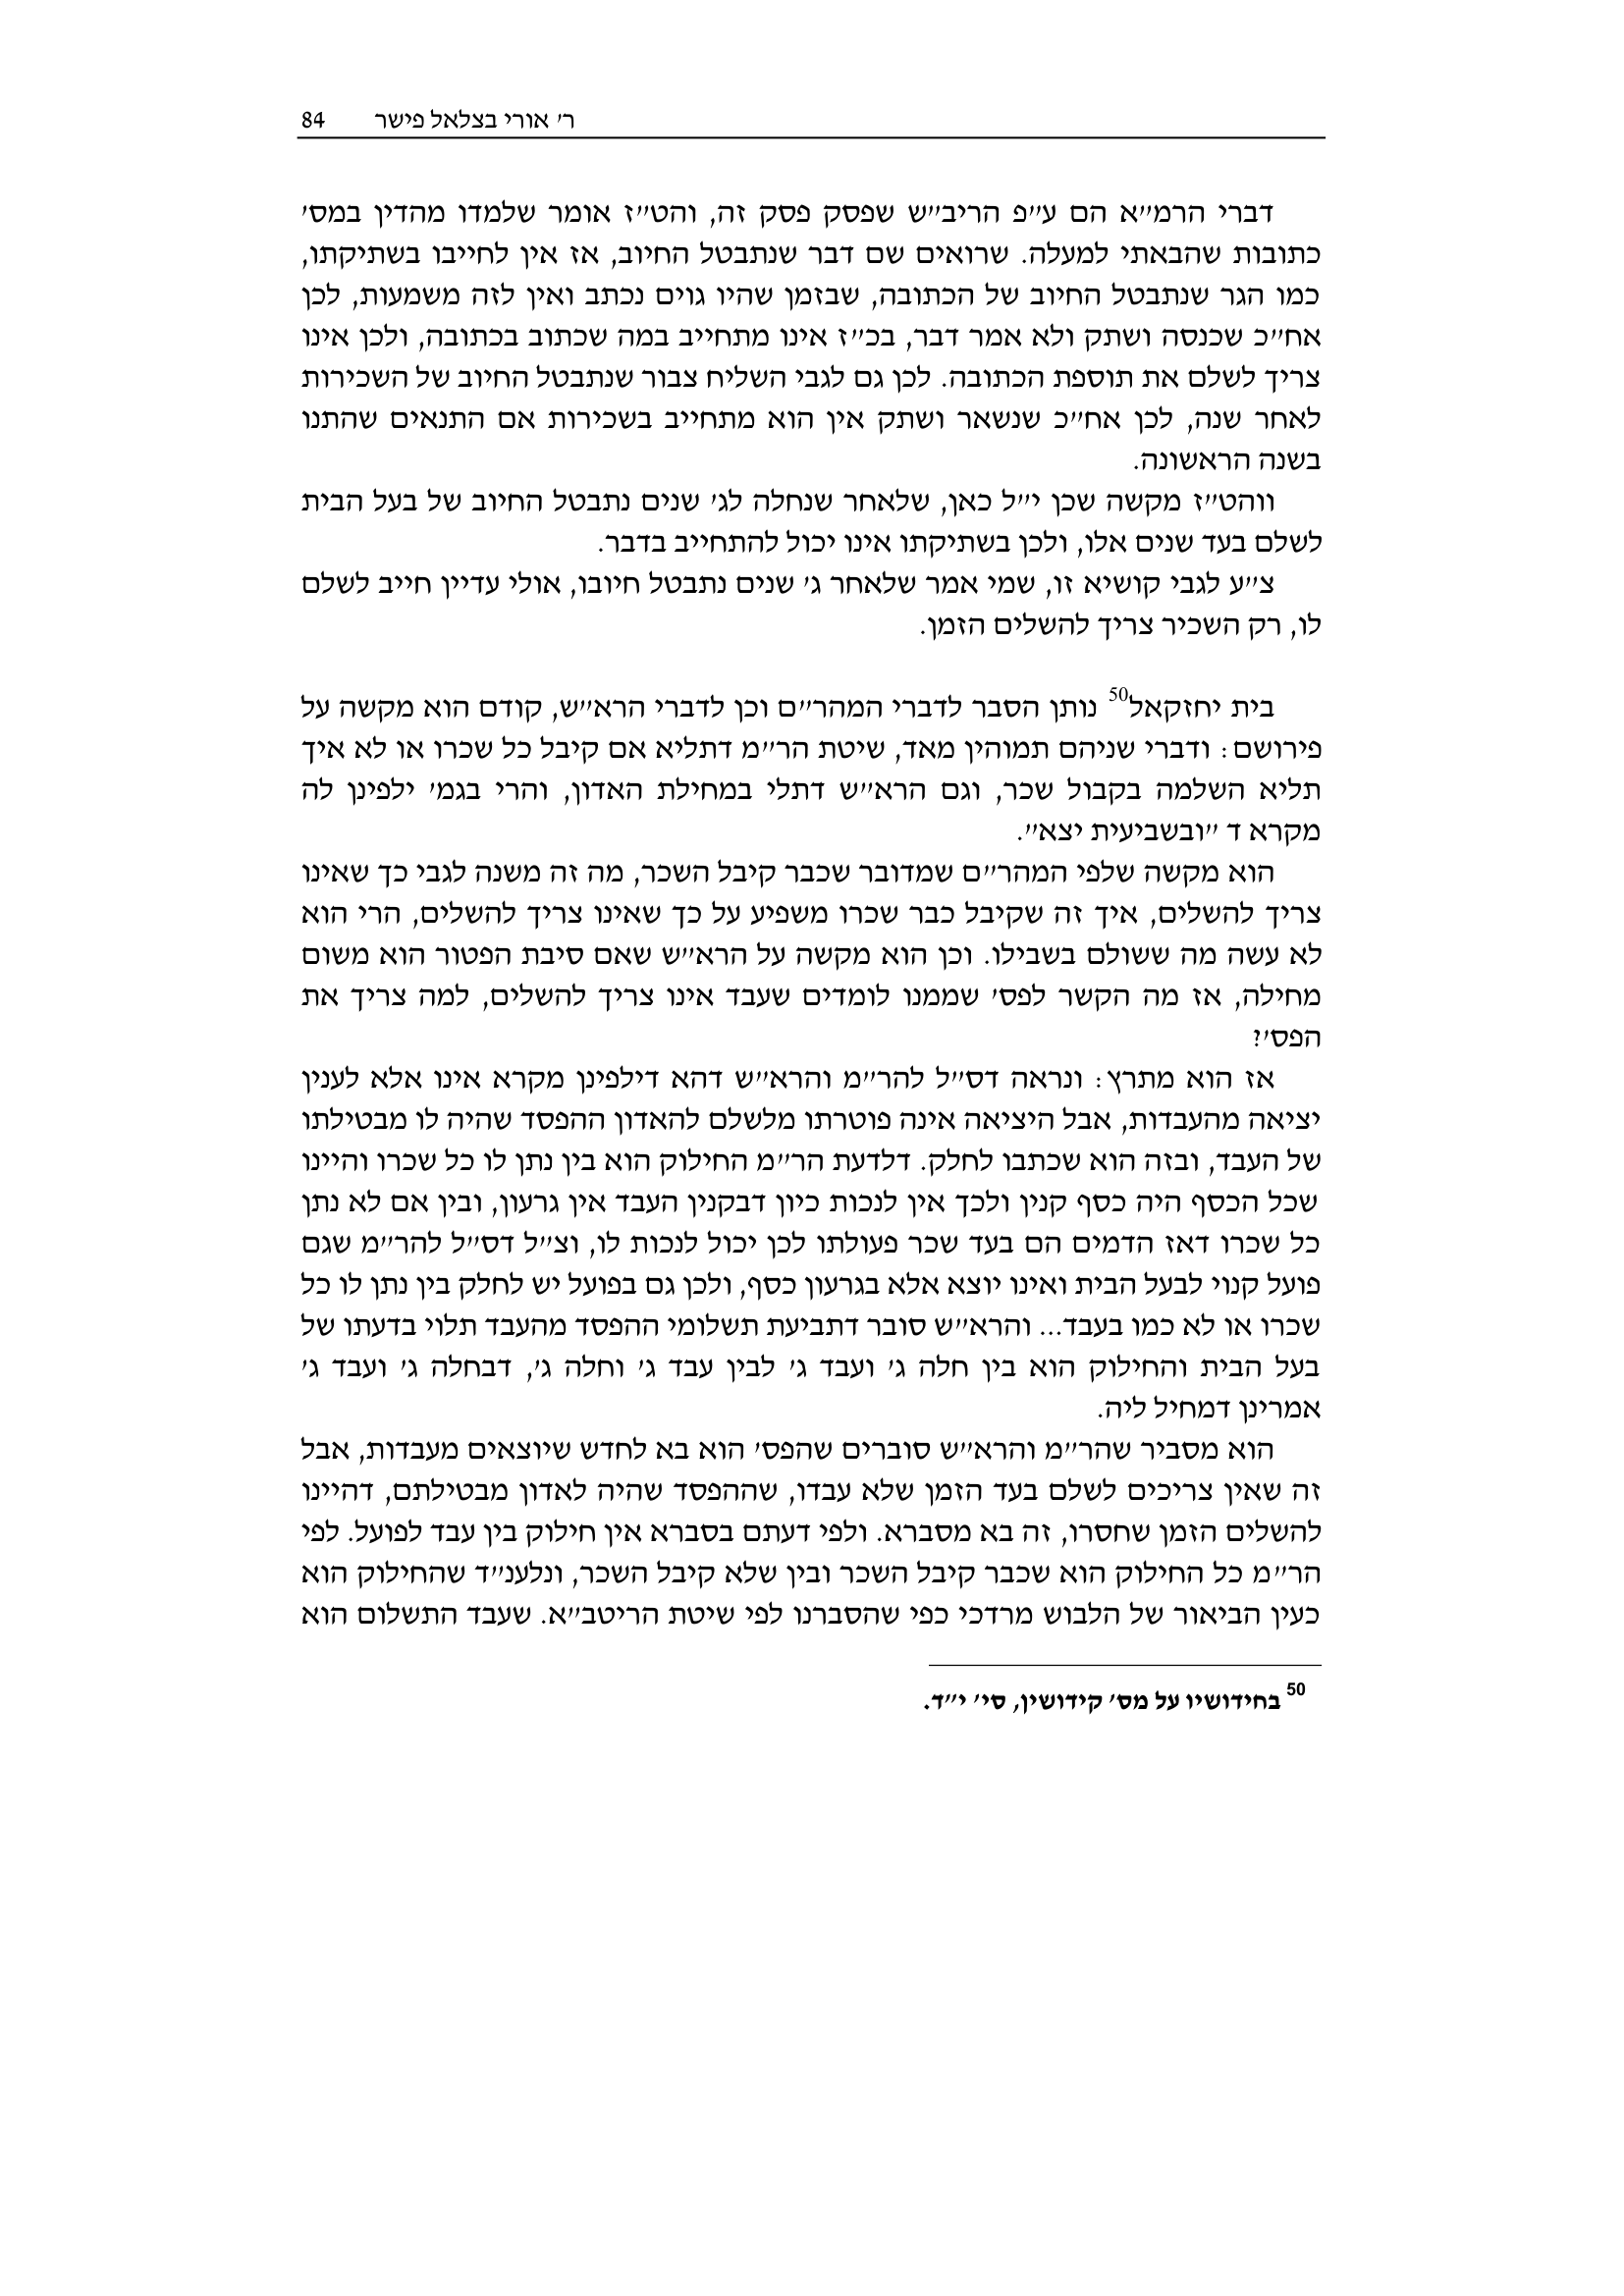 ר׳ אורי בצלאל פישר 84
דברי הרמ״א הם ע״פ הריב״ש שפסק פסק זה, והט״ז אומר שלמדו מהדין במס׳
כתובות שהבאתי למעלה. שרואים שם דבר שנתבטל החיוב, אז אין לחייבו בשתיקתו,
כמו הגר שנתבטל החיוב של הכתובה, שבזמן שהיו גוים נכתב ואין לזה משמעות, לכן
אח״כ שכנסה ושתק ולא אמר דבר, בכ״ז אינו מתחייב במה שכתוב בכתובה, ולכן אינו
צריך לשלם את תוספת הכתובה. לכן גם לגבי השליח צבור שנתבטל החיוב של השכירות
לאחר שנה, לכן אח״כ שנשאר ושתק אין הוא מתחייב בשכירות אם התנאים שהתנו
בשנה הראשונה.
ווהט״ז מקשה שכן י״ל כאן, שלאחר שנחלה לג׳ שנים נתבטל החיוב של בעל הבית
לשלם בעד שנים אלו, ולכן בשתיקתו אינו יכול להתחייב בדבר.
צ״ע לגבי קושיא זו, שמי אמר שלאחר ג׳ שנים נתבטל חיובו, אולי עדיין חייב לשלם
לו, רק השכיר צריך להשלים הזמן.
בית יחזקאל50 נותן הסבר לדברי המהר״ם וכן לדברי הרא״ש, קודם הוא מקשה על
פירושם: ודברי שניהם תמוהין מאד, שיטת הר״מ דתליא אם קיבל כל שכרו או לא איך
תליא השלמה בקבול שכר, וגם הרא״ש דתלי במחילת האדון, והרי בגמ׳ ילפינן לה
מקרא ד ״ובשביעית יצא״.
הוא מקשה שלפי המהר״ם שמדובר שכבר קיבל השכר, מה זה משנה לגבי כך שאינו
צריך להשלים, איך זה שקיבל כבר שכרו משפיע על כך שאינו צריך להשלים, הרי הוא
לא עשה מה ששולם בשבילו. וכן הוא מקשה על הרא״ש שאם סיבת הפטור הוא משום
מחילה, אז מה הקשר לפס׳ שממנו לומדים שעבד אינו צריך להשלים, למה צריך את
הפס׳?
אז הוא מתרץ: ונראה דס״ל להר״מ והרא״ש דהא דילפינן מקרא אינו אלא לענין
יציאה מהעבדות, אבל היציאה אינה פוטרתו מלשלם להאדון ההפסד שהיה לו מבטילתו
של העבד, ובזה הוא שכתבו לחלק. דלדעת הר״מ החילוק הוא בין נתן לו כל שכרו והיינו
שכל הכסף היה כסף קנין ולכך אין לנכות כיון דבקנין העבד אין גרעון, ובין אם לא נתן
כל שכרו דאז הדמים הם בעד שכר פעולתו לכן יכול לנכות לו, וצ״ל דס״ל להר״מ שגם
פועל קנוי לבעל הבית ואינו יוצא אלא בגרעון כסף, ולכן גם בפועל יש לחלק בין נתן לו כל
שכרו או לא כמו בעבד... והרא״ש סובר דתביעת תשלומי ההפסד מהעבד תלוי בדעתו של
בעל הבית והחילוק הוא בין חלה ג׳ ועבד ג׳ לבין עבד ג׳ וחלה ג׳, דבחלה ג׳ ועבד ג׳
אמרינן דמחיל ליה.
הוא מסביר שהר״מ והרא״ש סוברים שהפס׳ הוא בא לחדש שיוצאים מעבדות, אבל
זה שאין צריכים לשלם בעד הזמן שלא עבדו, שההפסד שהיה לאדון מבטילתם, דהיינו
להשלים הזמן שחסרו, זה בא מסברא. ולפי דעתם בסברא אין חילוק בין עבד לפועל. לפי
הר״מ כל החילוק הוא שכבר קיבל השכר ובין שלא קיבל השכר, ונלענ״ד שהחילוק הוא
כעין הביאור של הלבוש מרדכי כפי שהסברנו לפי שיטת הריטב״א. שעבד התשלום הוא
50 בחידושיו על מס׳ קידושין, סי׳ י״ד.